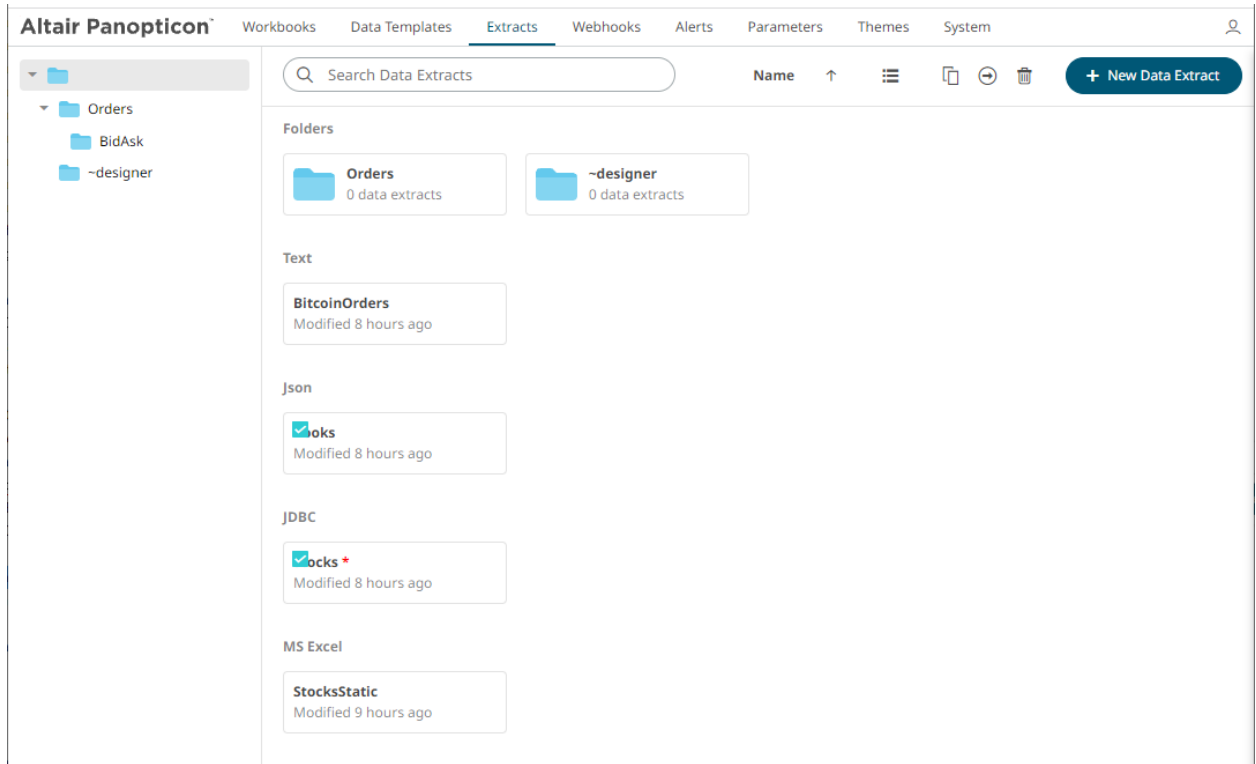 Altair Panopticon™ Workbooks Data Templates Extracts Webhooks Alerts Parameters Themes System
Search Data Extracts Name + New Data Extract
Orders
BidAsk
~designer
Folders
Orders
0 data extracts
~designer
0 data extracts
Text
BitcoinOrders
Modified 8 hours ago
Json
ooks
Modified 8 hours ago
JDBC
ocks *
Modified 8 hours ago
MS Excel
StocksStatic
Modified 9 hours ago